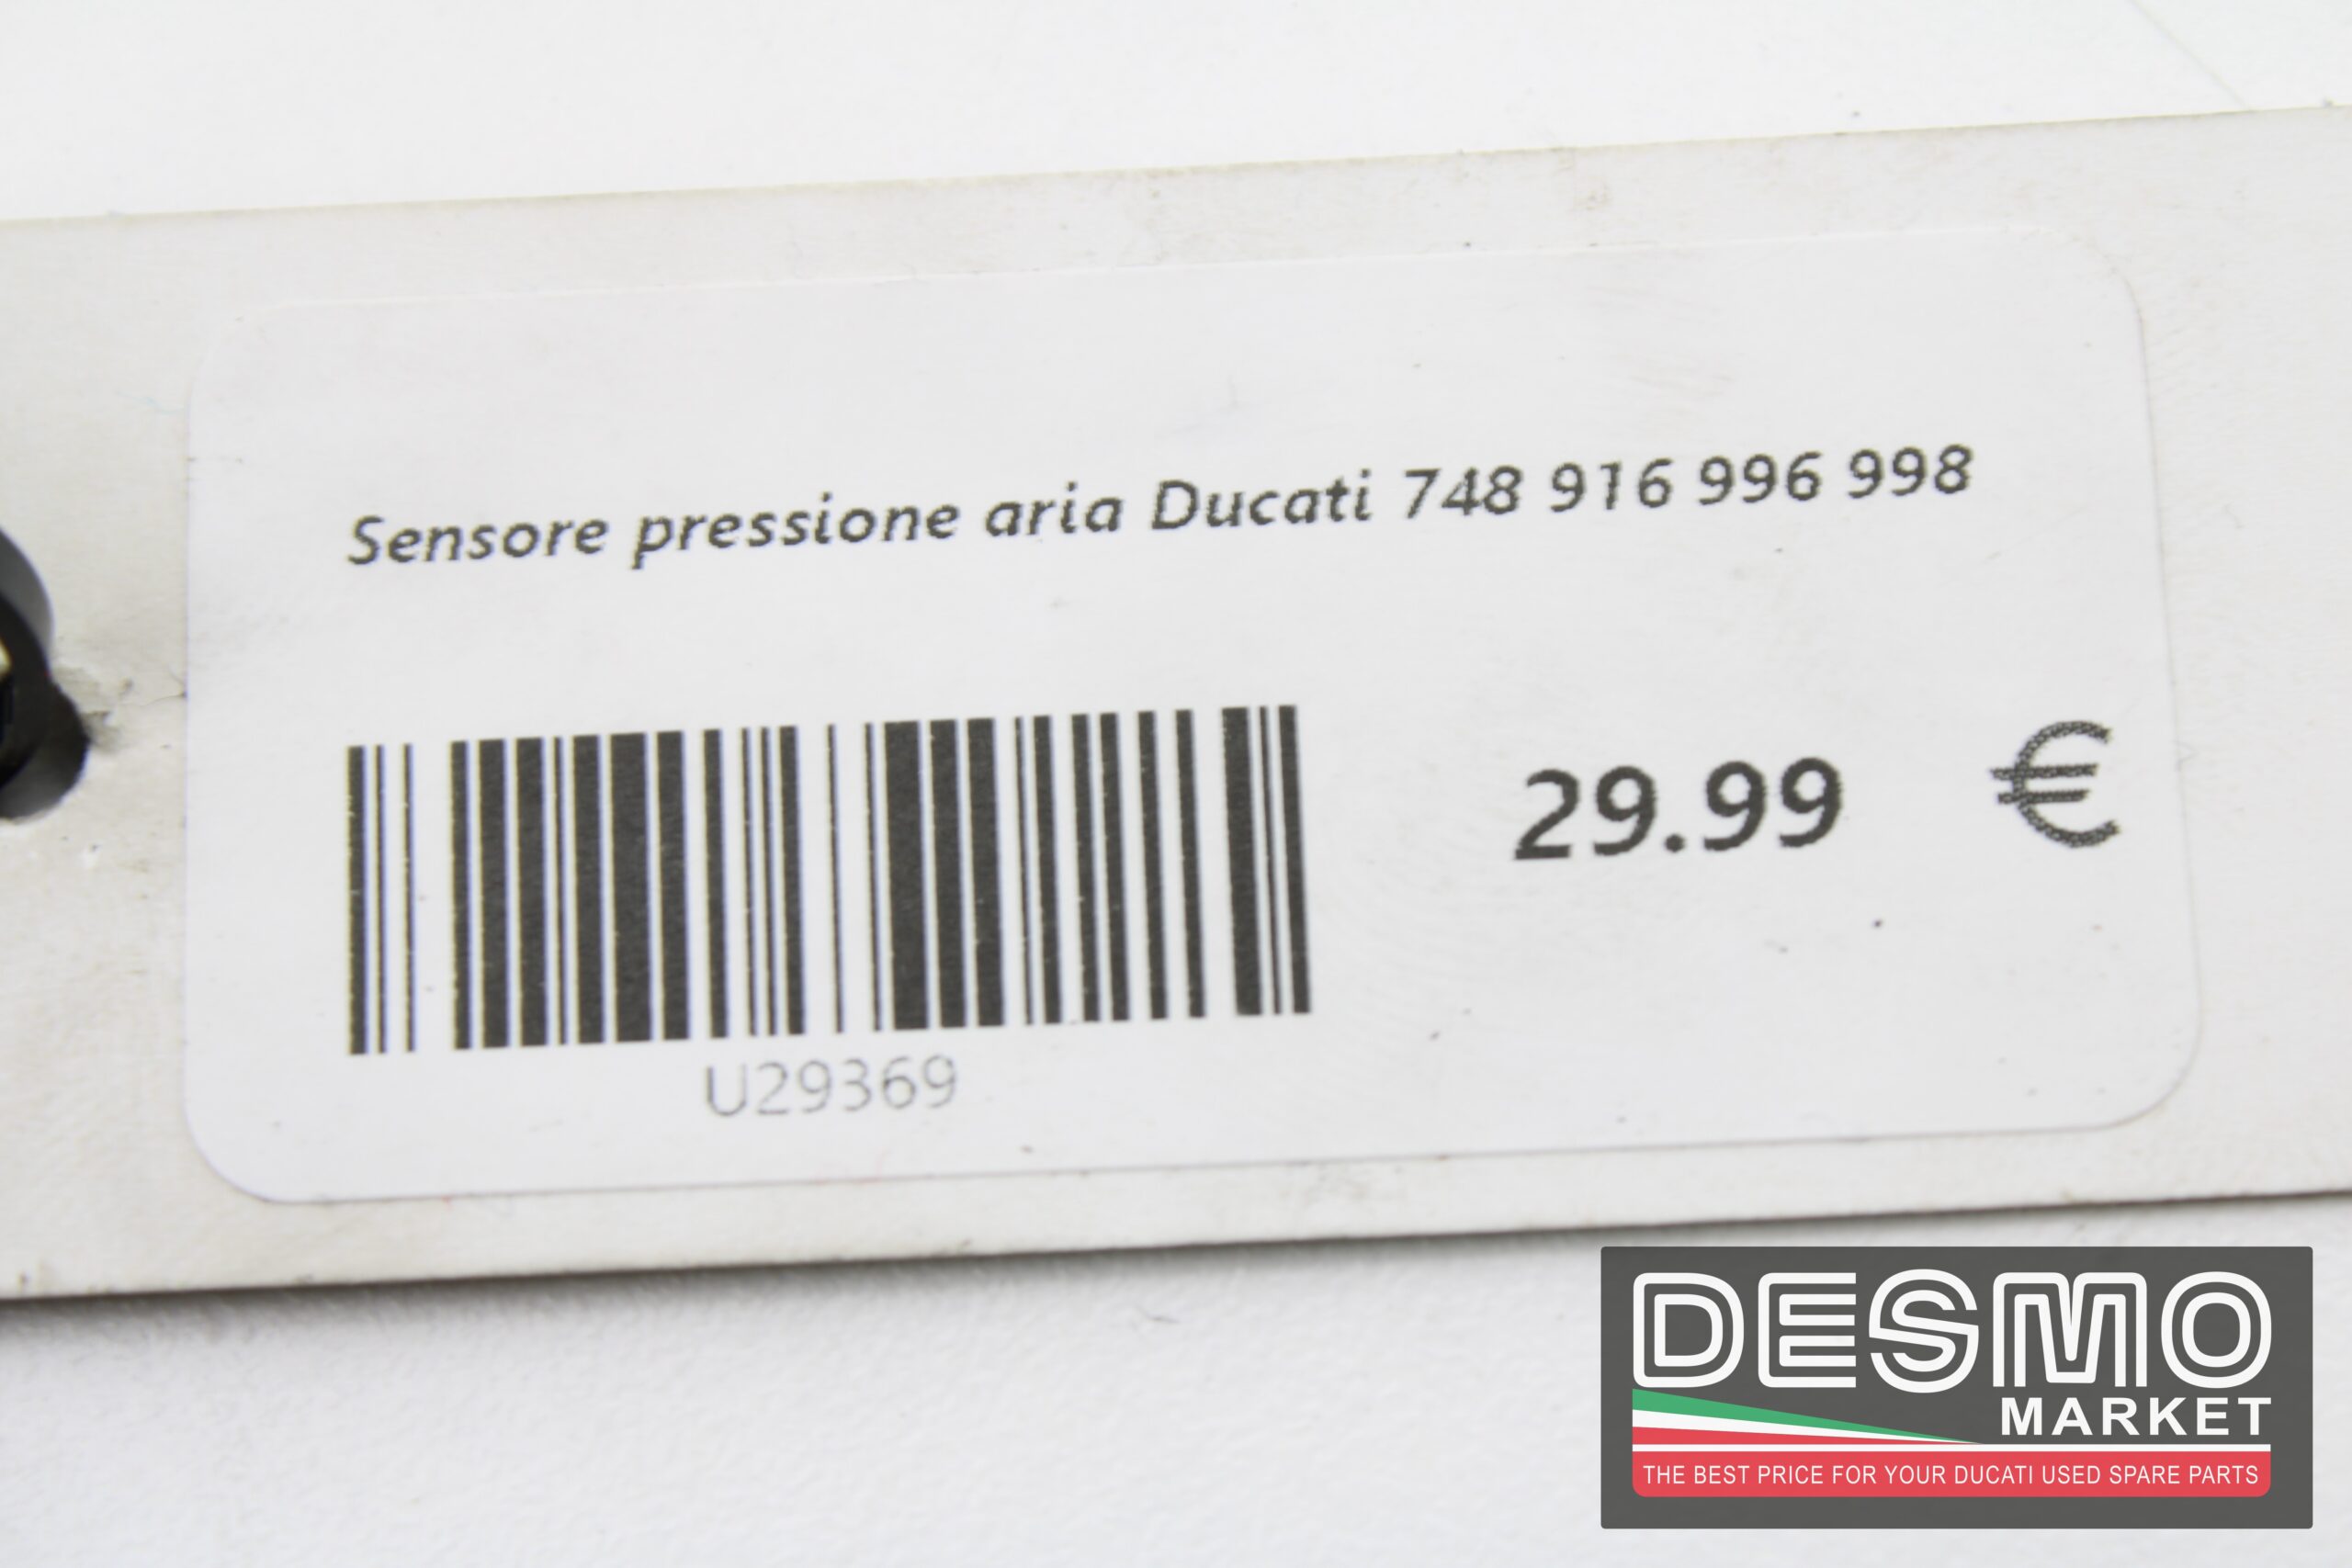 Sensore pressione aria Ducati 748 916 996 998
29.99 €
U29369
DESMO
MARKET
THE BEST PRICE FOR YOUR DUCATI USED SPARE PARTS